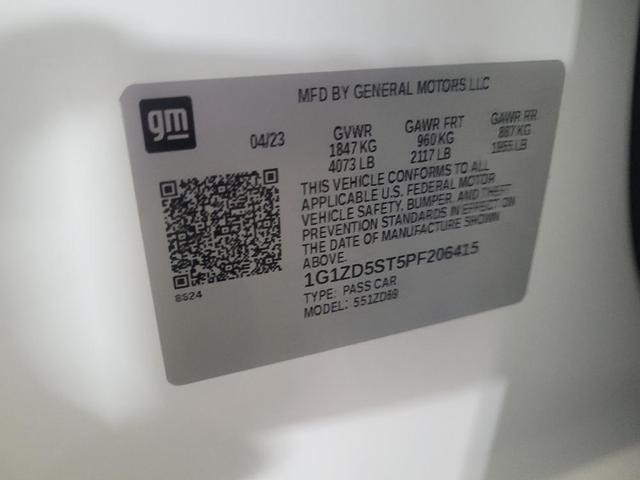 MFD BY GENERAL MOTORS LLC
gm
04/23
GVWR
1847 KG
4073 LB
GAWR FRT
960 KG
2117 LB
GAWR RR
887 KG
1955 LB
THIS VEHICLE CONFORMS TO ALL
APPLICABLE U.S. FEDERAL MOTOR
VEHICLE SAFETY, BUMPER, AND THEFT
PREVENTION STANDARDS IN EFFECT ON
THE DATE OF MANUFACTURE SHOWN
ABOVE.
1G1ZD5ST5PF206415
TYPE: PASS CAR
MODEL: 551ZD69
8S24